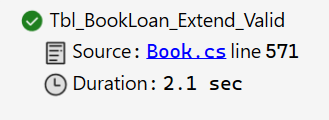 Tbl_BookLoan_Extend_Valid
Source: Book.cs line 571
Duration: 2.1 sec